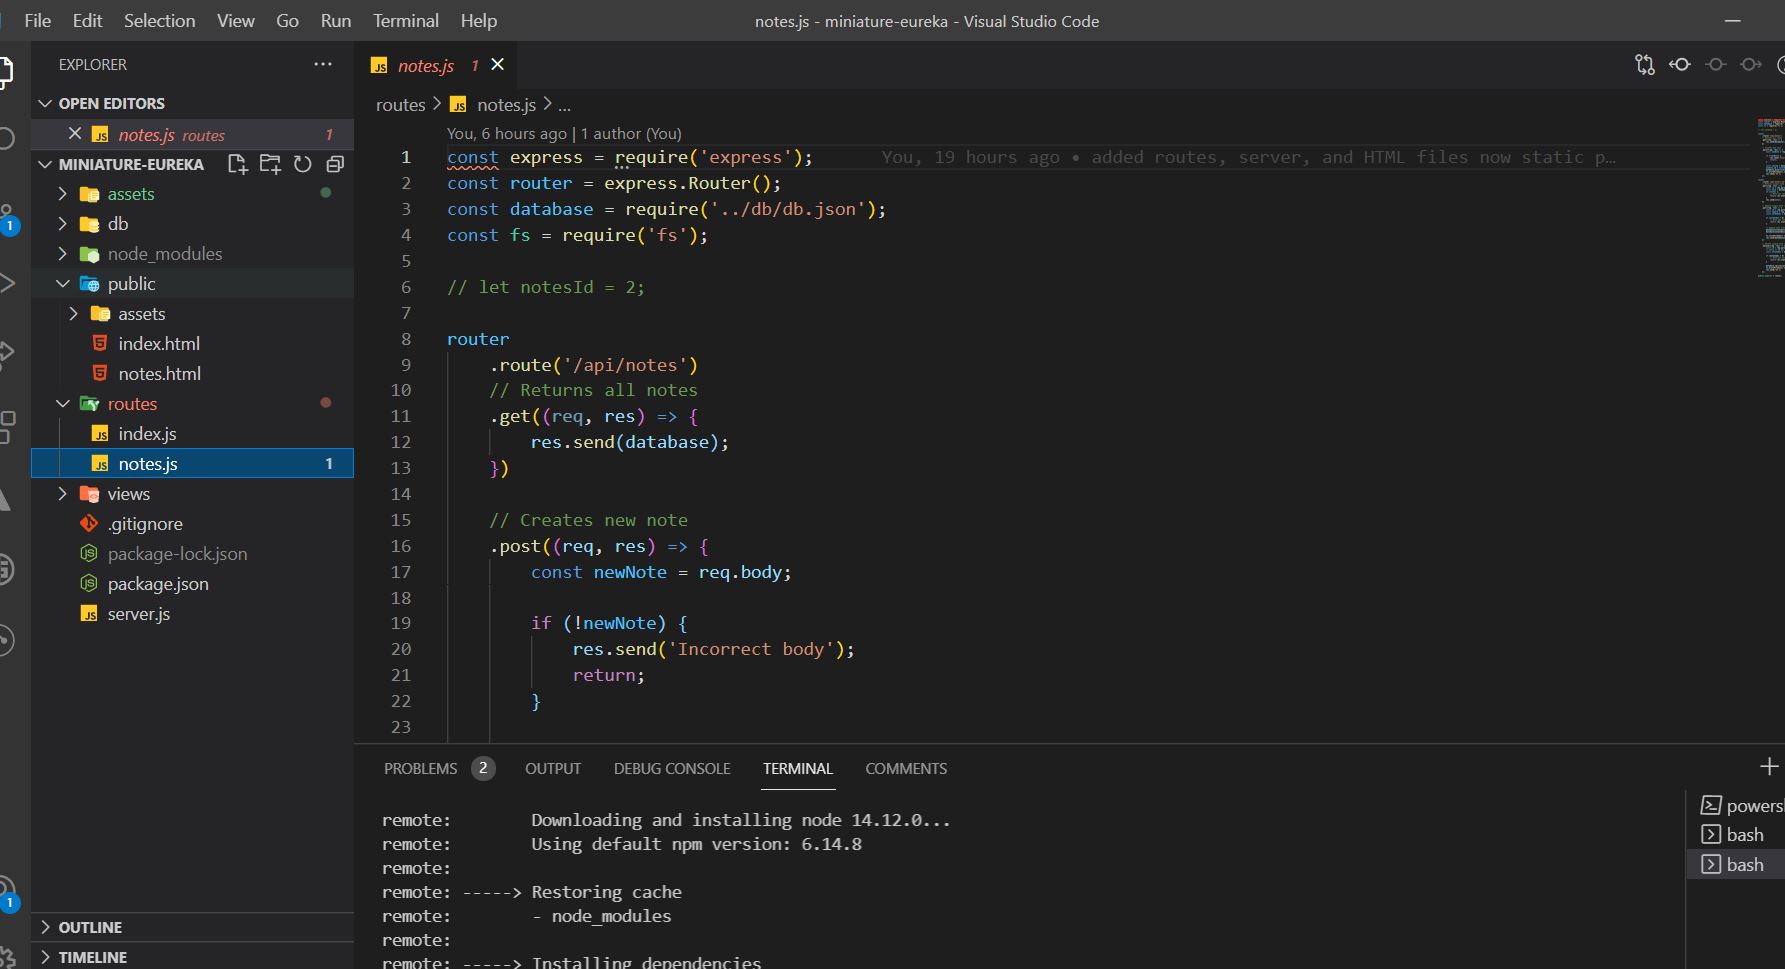 File Edit Selection View Go Run Terminal Help
notes.js - miniature-eureka - Visual Studio Code
EXPLORER
OPEN EDITORS
notes.js routes 1
MINIATURE-EUREKA
assets
db
node_modules
public
assets
index.html
notes.html
routes
index.js
notes.js 1
views
.gitignore
package-lock.json
package.json
server.js
OUTLINE
TIMELINE
1
1
notes.js 1
routes > notes.js > ...
You, 6 hours ago | 1 author (You)
1 const express = require('express'); You, 19 hours ago • added routes, server, and HTML files now static p…
2 const router = express.Router();
3 const database = require('../db/db.json');
4 const fs = require('fs');
5
6 // let notesId = 2;
7
8 router
9 .route('/api/notes')
10 // Returns all notes
11 .get((req, res) => {
12 res.send(database);
13 })
14
15 // Creates new note
16 .post((req, res) => {
17 const newNote = req.body;
18
19 if (!newNote) {
20 res.send('Incorrect body');
21 return;
22 }
23
PROBLEMS 2 OUTPUT DEBUG CONSOLE TERMINAL COMMENTS
remote: Downloading and installing node 14.12.0...
remote: Using default npm version: 6.14.8
remote:
remote: -----> Restoring cache
remote: - node_modules
remote:
remote: -----> Installing dependencies
powers
bash
bash